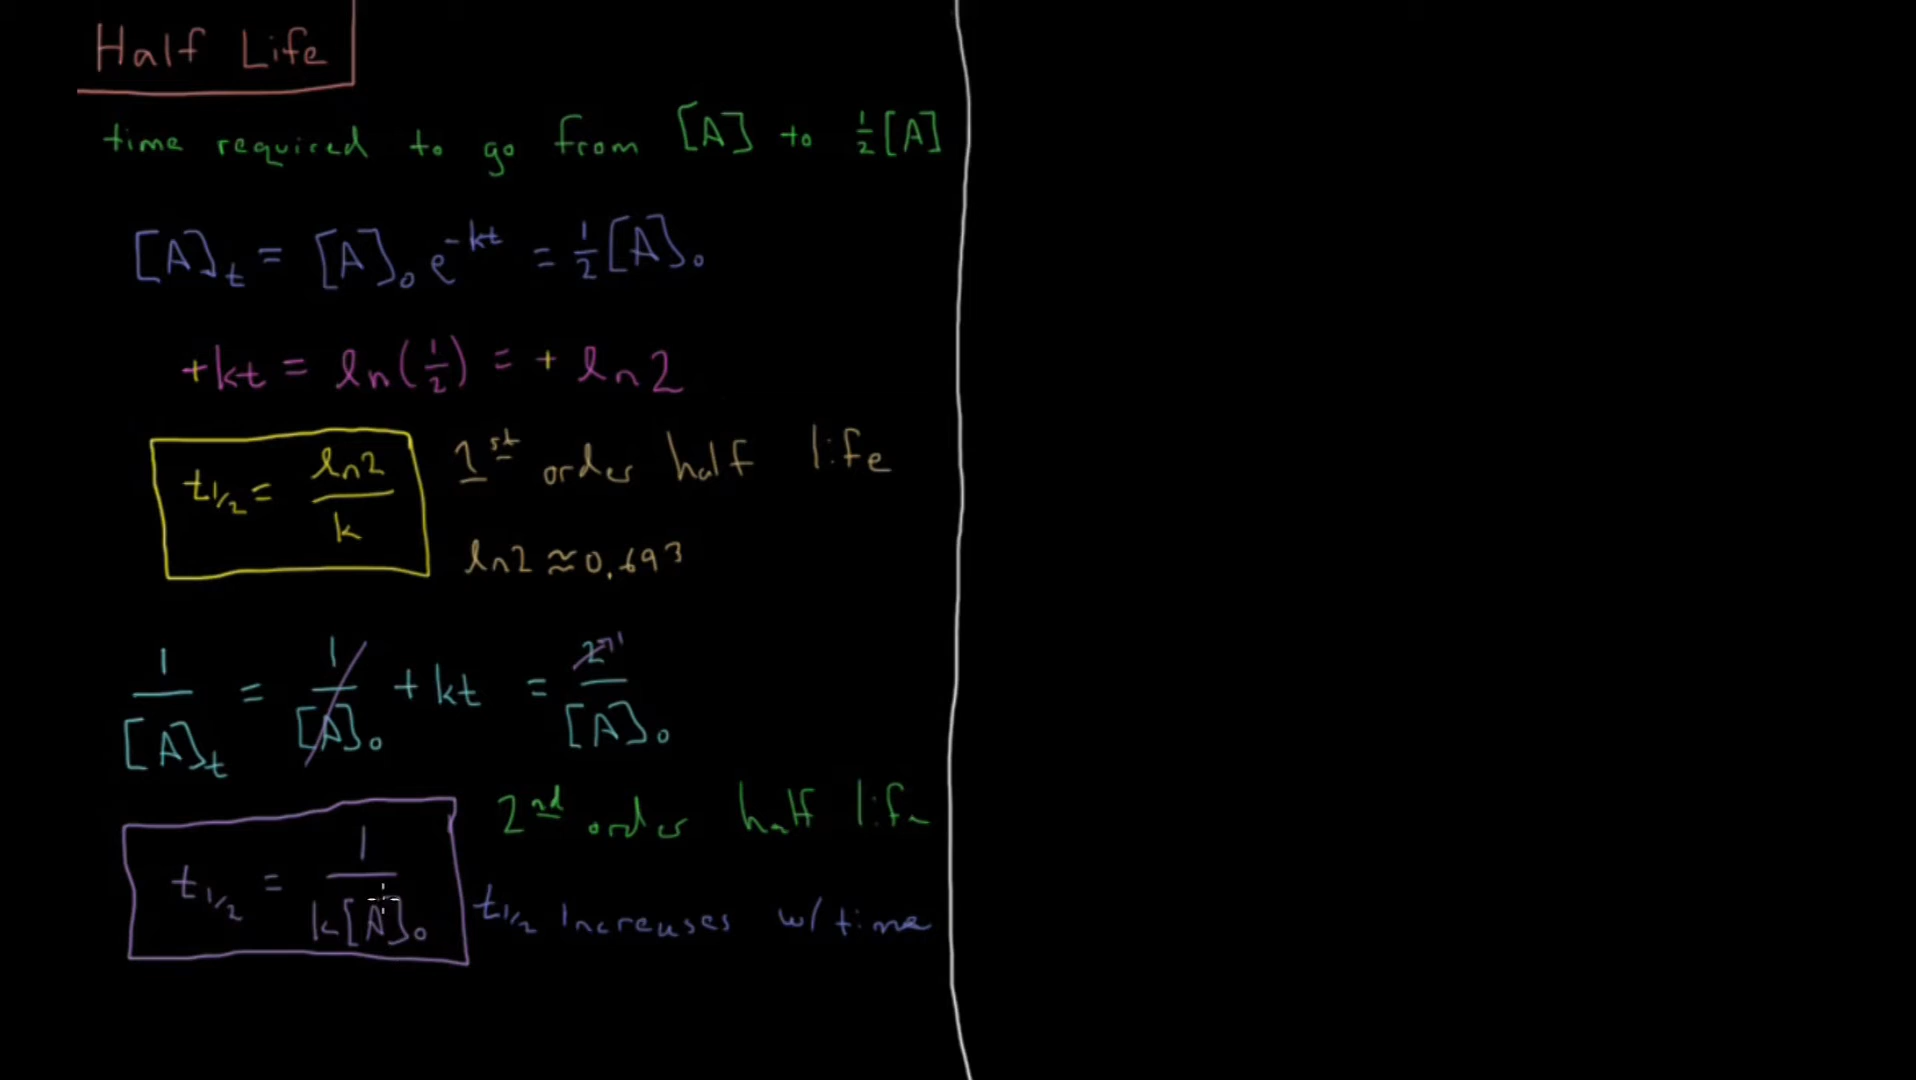 Half Life
time required to go from [A] to 1/2[A]
[A]t = [A]₀e^-kt = 1/2[A]₀
+kt = ln(1/2) = + ln2
t1/2 = ln2/k
1st order half life
ln2 ≈ 0.693
1/[A]t = 1/[A]₀ + kt = 2 1/[A]₀
2nd order half life
t1/2 = 1/k[A]₀
t1/2 increases w/ time